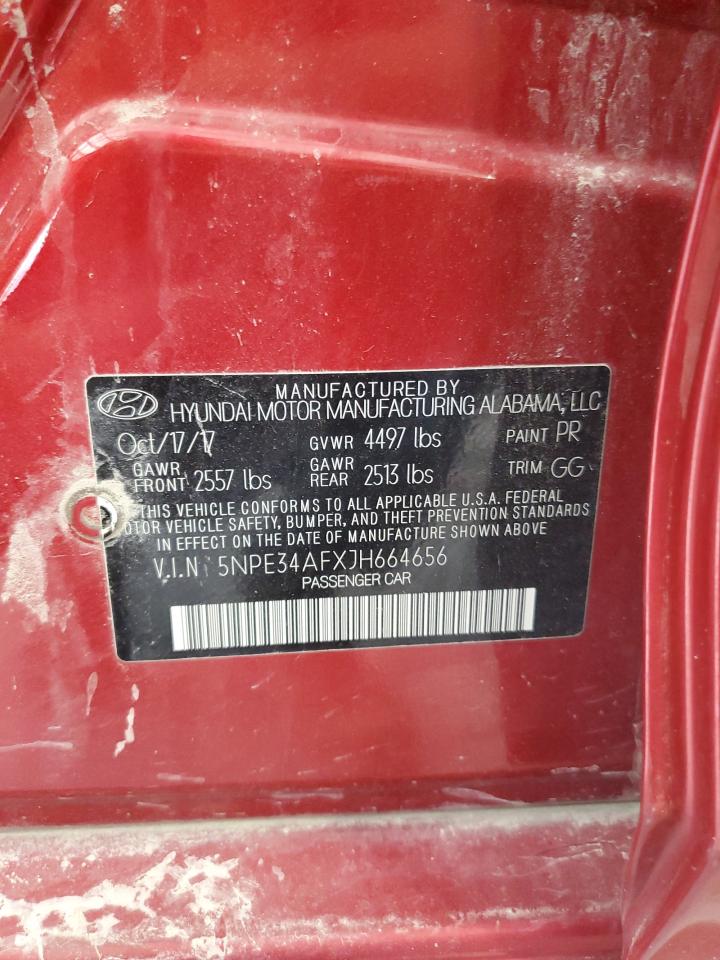 MANUFACTURED BY
HYUNDAI MOTOR MANUFACTURING ALABAMA, LLC
Oct/17/17 GVWR 4497 lbs PAINT PR
GAWR FRONT 2557 lbs GAWR REAR 2513 lbs TRIM GG
THIS VEHICLE CONFORMS TO ALL APPLICABLE U.S.A. FEDERAL
MOTOR VEHICLE SAFETY, BUMPER, AND THEFT PREVENTION STANDARDS
IN EFFECT ON THE DATE OF MANUFACTURE SHOWN ABOVE
V.I.N 5NPE34AFXJH664656
PASSENGER CAR